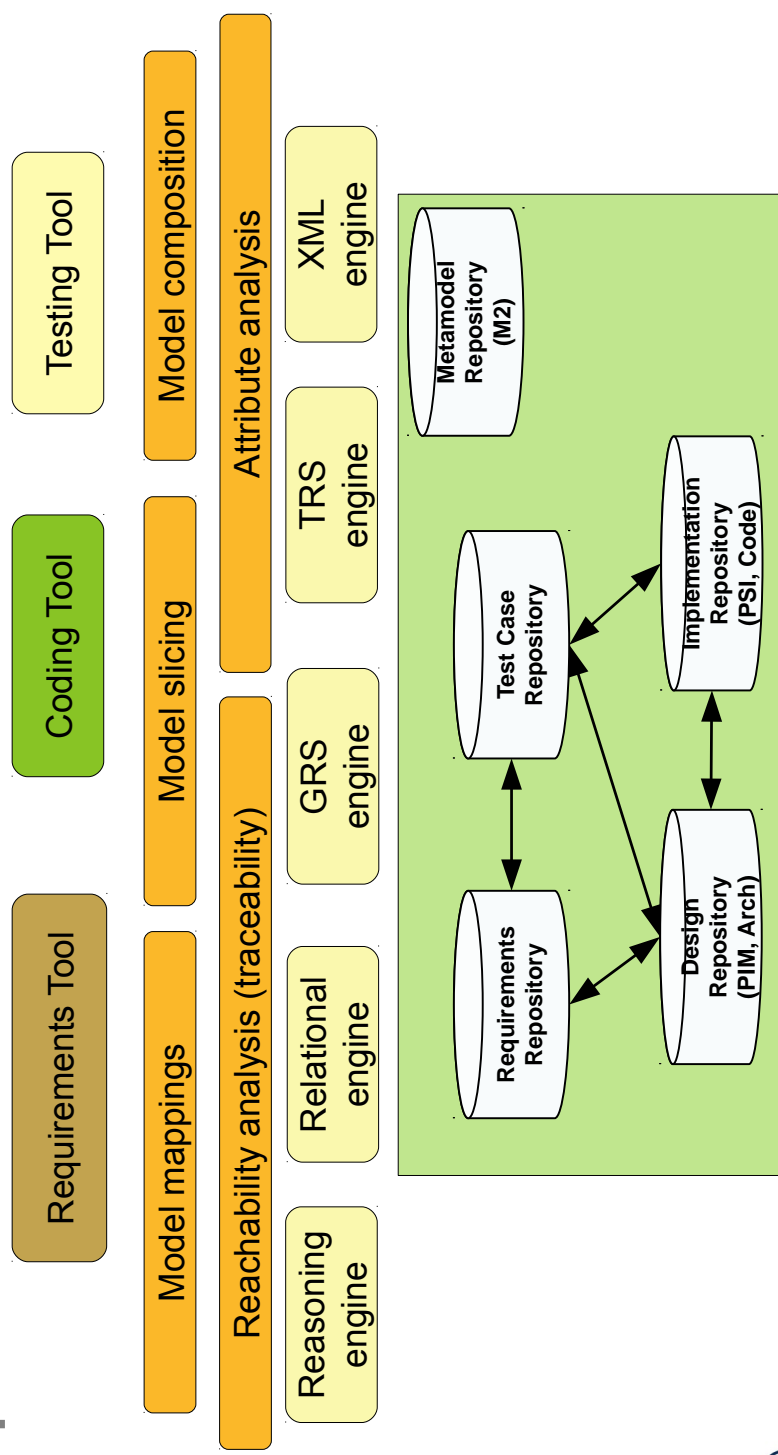 Requirements Tool
Coding Tool
Testing Tool
Model mappings
Model slicing
Model composition
Reachability analysis (traceability)
Attribute analysis
Reasoning
engine
Relational
engine
GRS
engine
TRS
engine
XML
engine
Requirements
Repository
Test Case
Repository
Metamodel
Repository
(M2)
Design
Repository
(PIM, Arch)
Implementation
Repository
(PSI, Code)